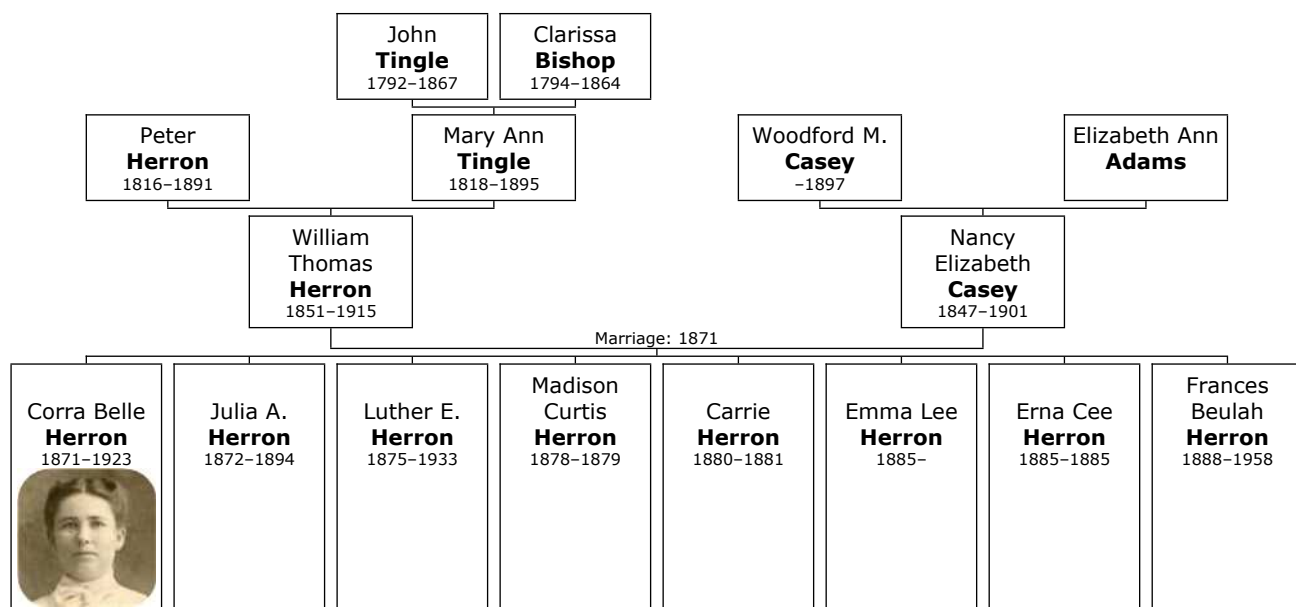 John
Tingle
1792–1867
Clarissa
Bishop
1794–1864
Peter
Herron
1816–1891
Mary Ann
Tingle
1818–1895
Woodford M.
Casey
–1897
Elizabeth Ann
Adams
William
Thomas
Herron
1851–1915
Nancy
Elizabeth
Casey
1847–1901
Marriage: 1871
Corra Belle
Herron
1871–1923
Julia A.
Herron
1872–1894
Luther E.
Herron
1875–1933
Madison
Curtis
Herron
1878–1879
Carrie
Herron
1880–1881
Emma Lee
Herron
1885–
Erna Cee
Herron
1885–1885
Frances
Beulah
Herron
1888–1958